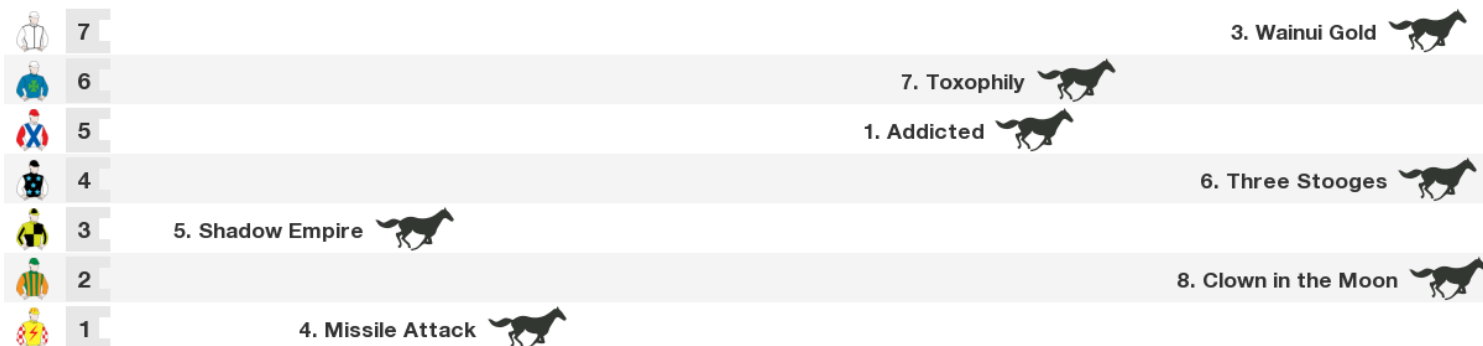 7 3. Wainui Gold
6 7. Toxophily
5 1. Addicted
4 6. Three Stooges
3 5. Shadow Empire
2 8. Clown in the Moon
1 4. Missile Attack